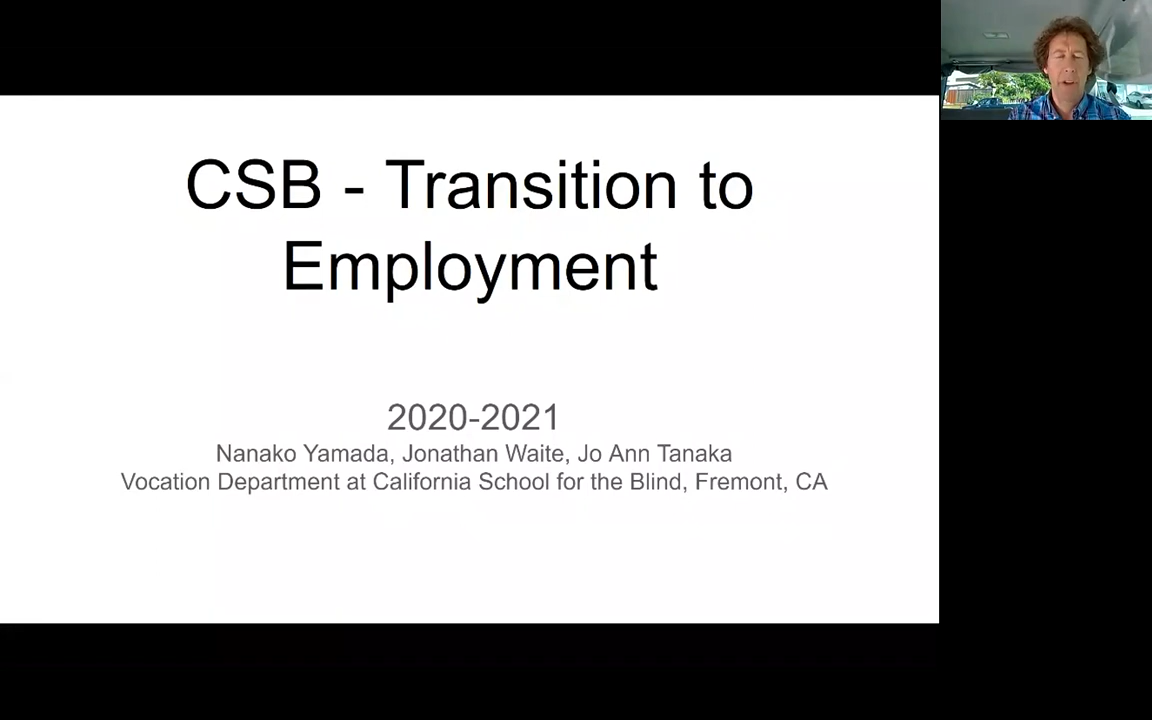 CSB - Transition to
Employment
2020-2021
Nanako Yamada, Jonathan Waite, Jo Ann Tanaka
Vocation Department at California School for the Blind, Fremont, CA